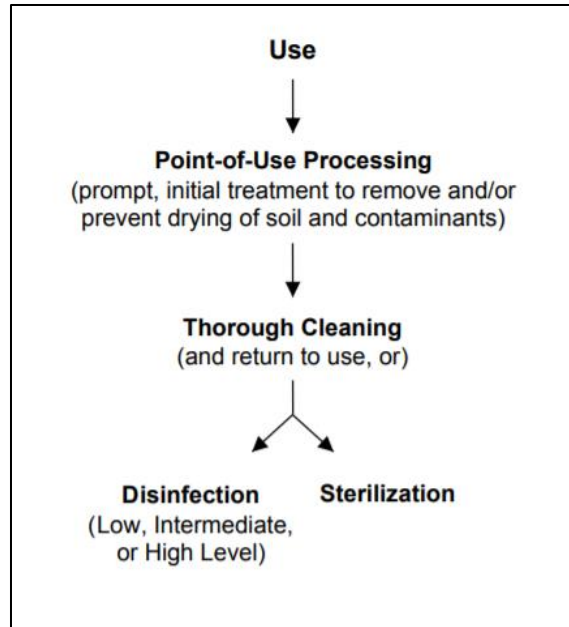 Use
Point-of-Use Processing
(prompt, initial treatment to remove and/or
prevent drying of soil and contaminants)
Thorough Cleaning
(and return to use, or)
Disinfection
(Low, Intermediate,
or High Level)
Sterilization